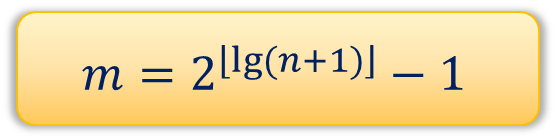 m = 2^⌊lg(n+1)⌋ − 1